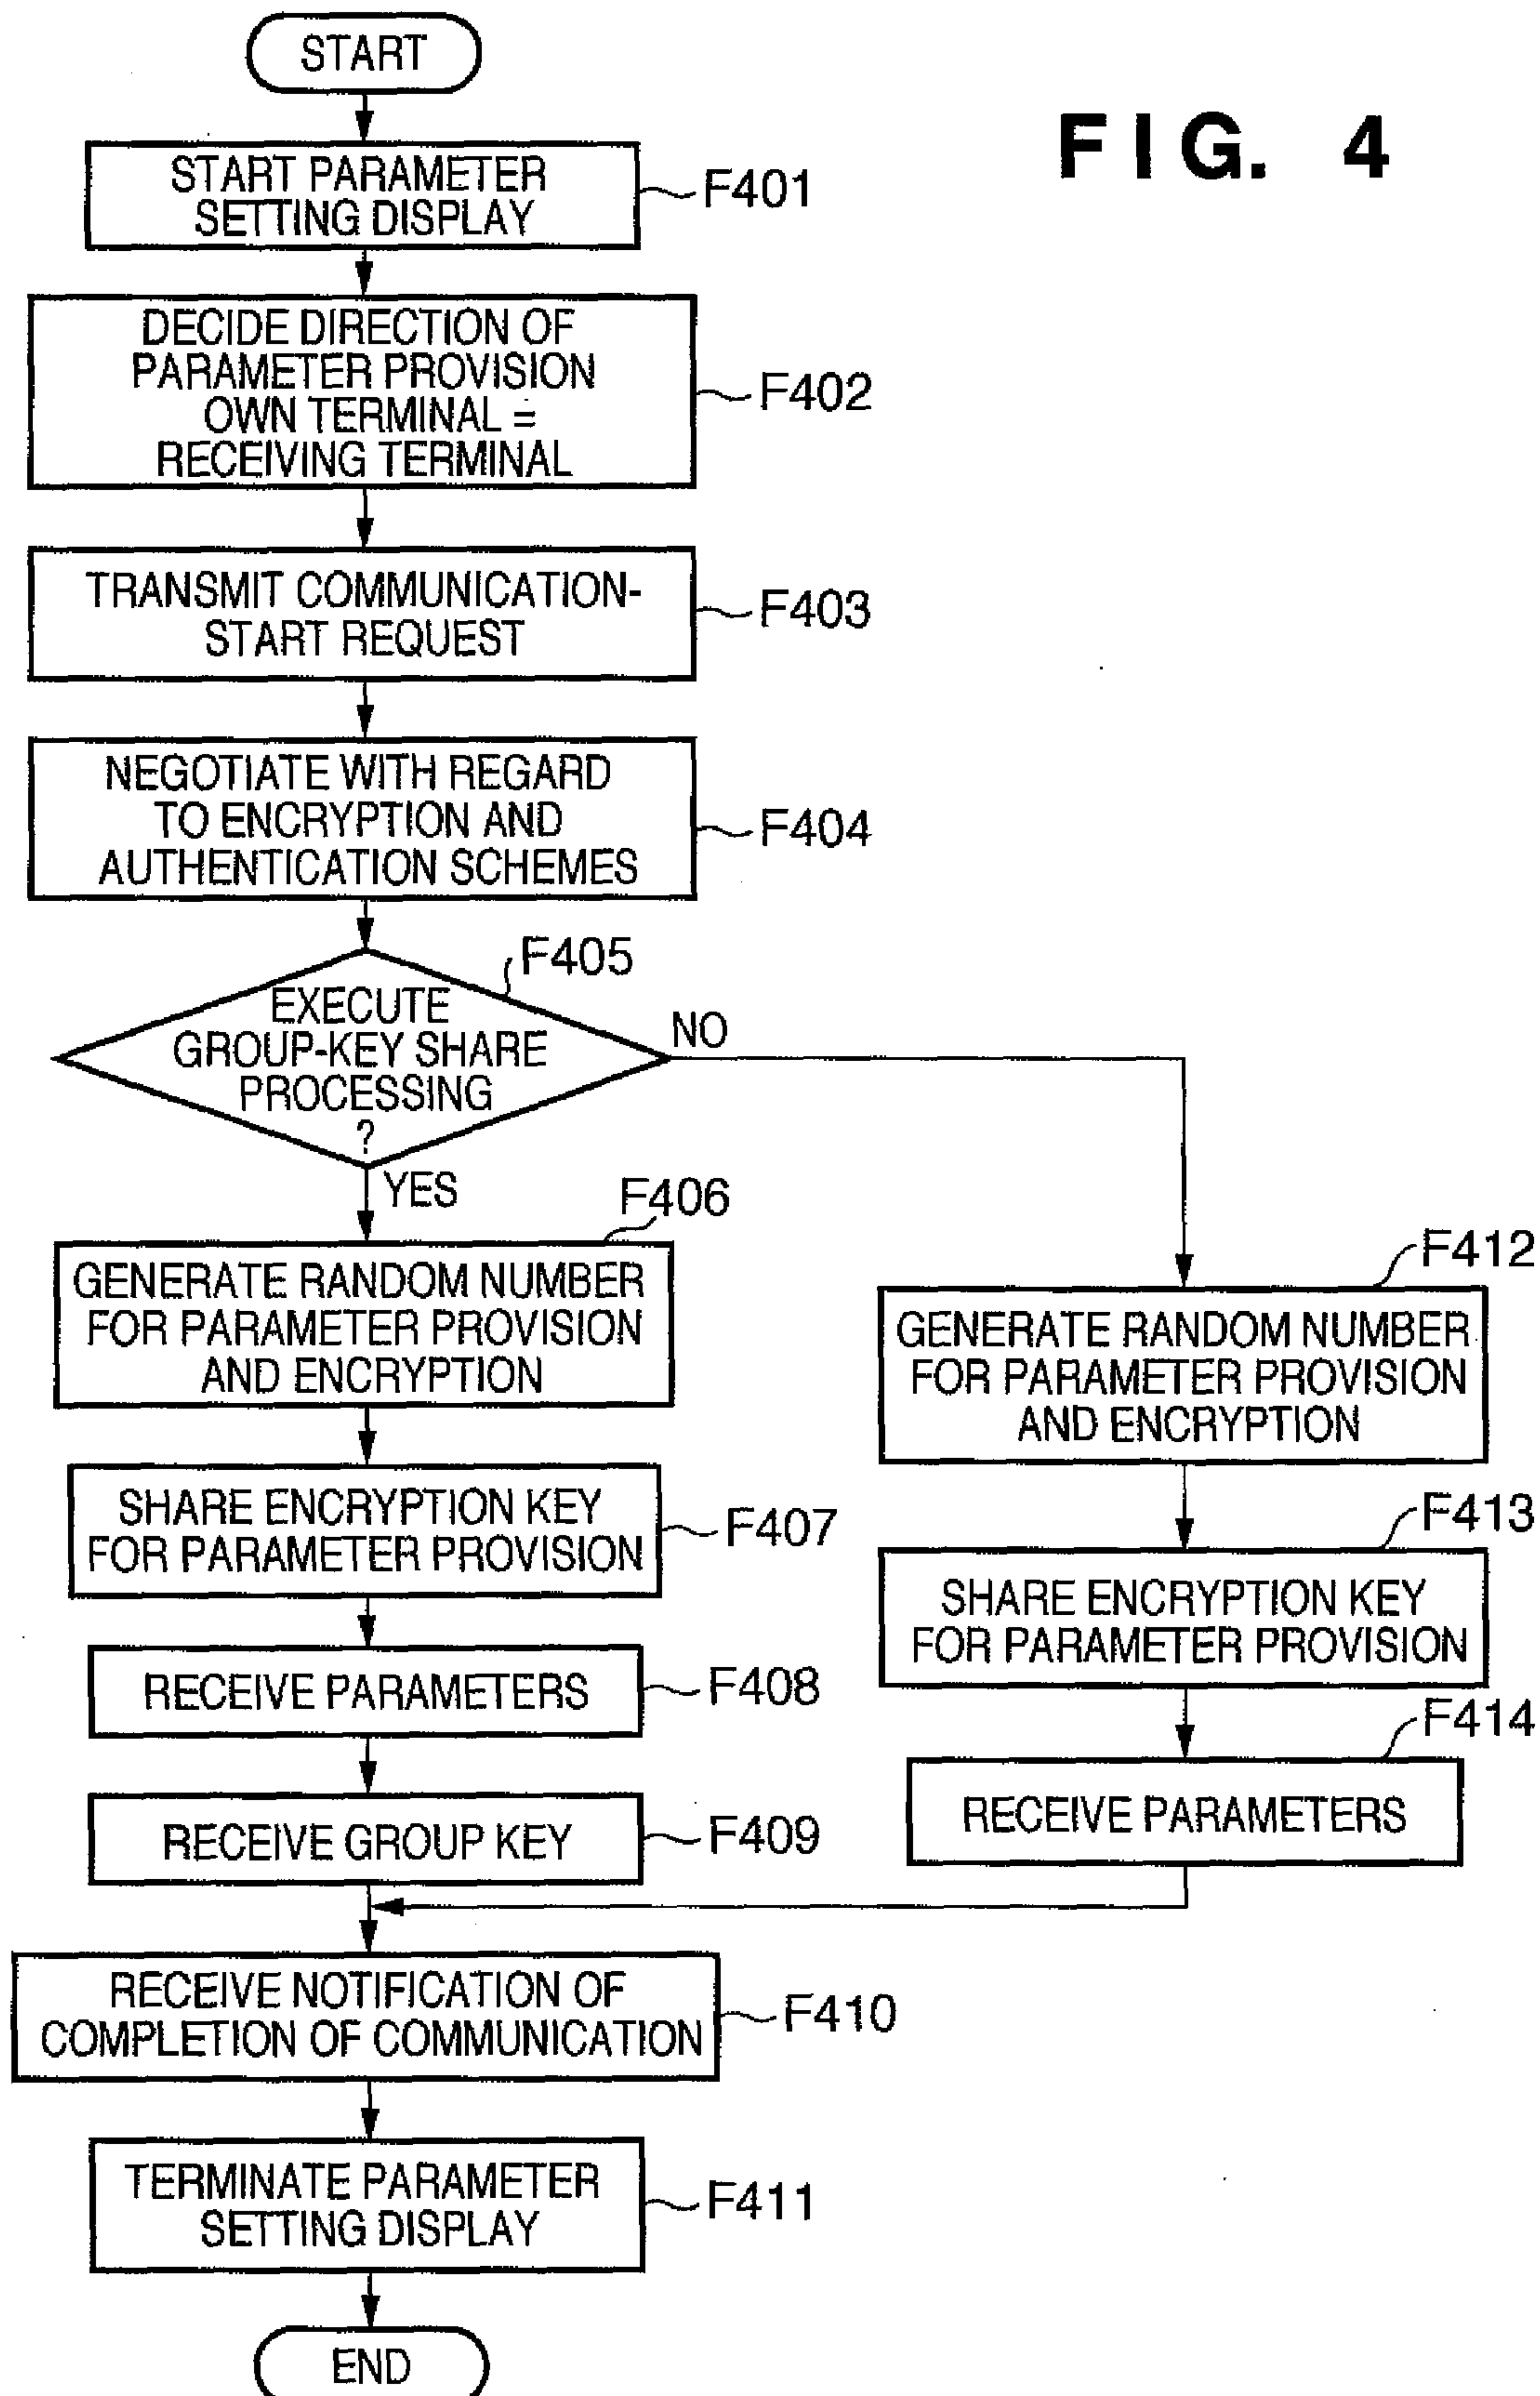 START
FIG. 4
START PARAMETER
SETTING DISPLAY
F401
DECIDE DIRECTION OF
PARAMETER PROVISION
OWN TERMINAL =
RECEIVING TERMINAL
F402
TRANSMIT COMMUNICATION-
START REQUEST
F403
NEGOTIATE WITH REGARD
TO ENCRYPTION AND
AUTHENTICATION SCHEMES
F404
F405
EXECUTE
GROUP-KEY SHARE
PROCESSING
?
NO
YES
F406
GENERATE RANDOM NUMBER
FOR PARAMETER PROVISION
AND ENCRYPTION
SHARE ENCRYPTION KEY
FOR PARAMETER PROVISION
F407
RECEIVE PARAMETERS
F408
RECEIVE GROUP KEY
F409
F412
GENERATE RANDOM NUMBER
FOR PARAMETER PROVISION
AND ENCRYPTION
F413
SHARE ENCRYPTION KEY
FOR PARAMETER PROVISION
F414
RECEIVE PARAMETERS
RECEIVE NOTIFICATION OF
COMPLETION OF COMMUNICATION
F410
TERMINATE PARAMETER
SETTING DISPLAY
F411
END